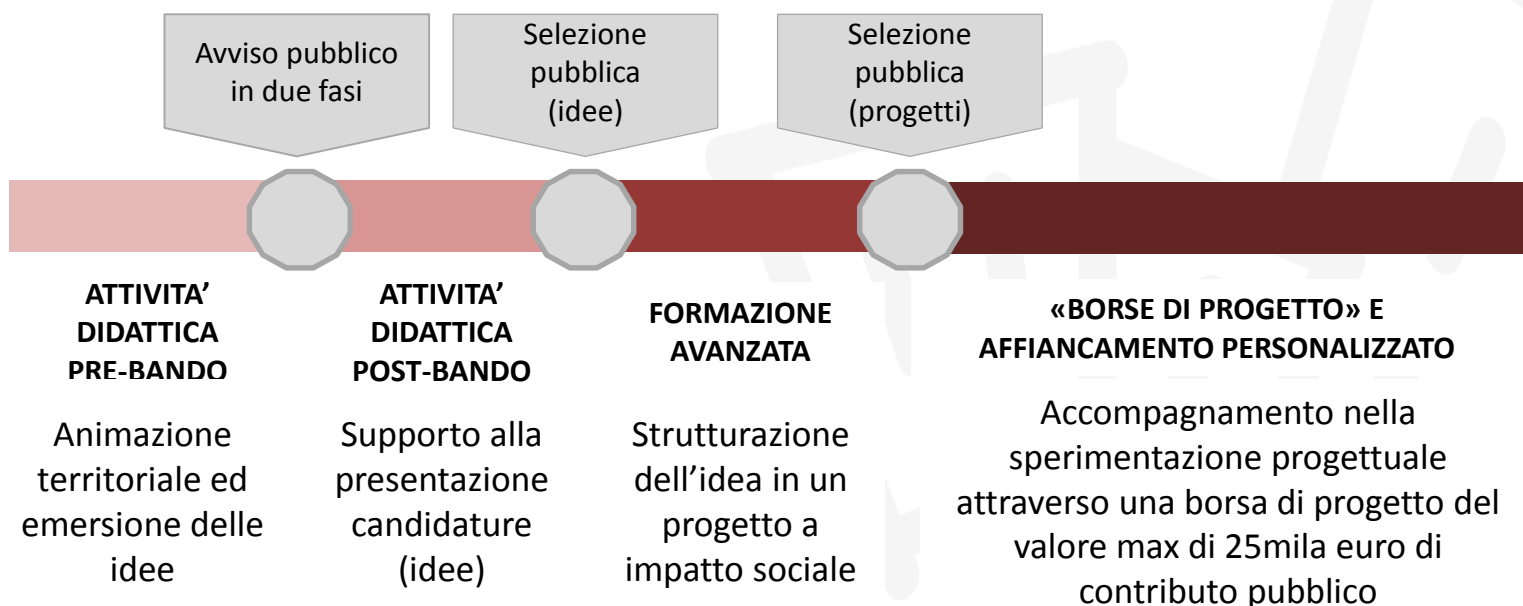 Avviso pubblico
in due fasi
Selezione
pubblica
(idee)
Selezione
pubblica
(progetti)
ATTIVITA’
DIDATTICA
PRE-BANDO
Animazione
territoriale ed
emersione delle
idee
ATTIVITA’
DIDATTICA
POST-BANDO
Supporto alla
presentazione
candidature
(idee)
FORMAZIONE
AVANZATA
Strutturazione
dell’idea in un
progetto a
impatto sociale
«BORSE DI PROGETTO» E
AFFIANCAMENTO PERSONALIZZATO
Accompagnamento nella
sperimentazione progettuale
attraverso una borsa di progetto del
valore max di 25mila euro di
contributo pubblico